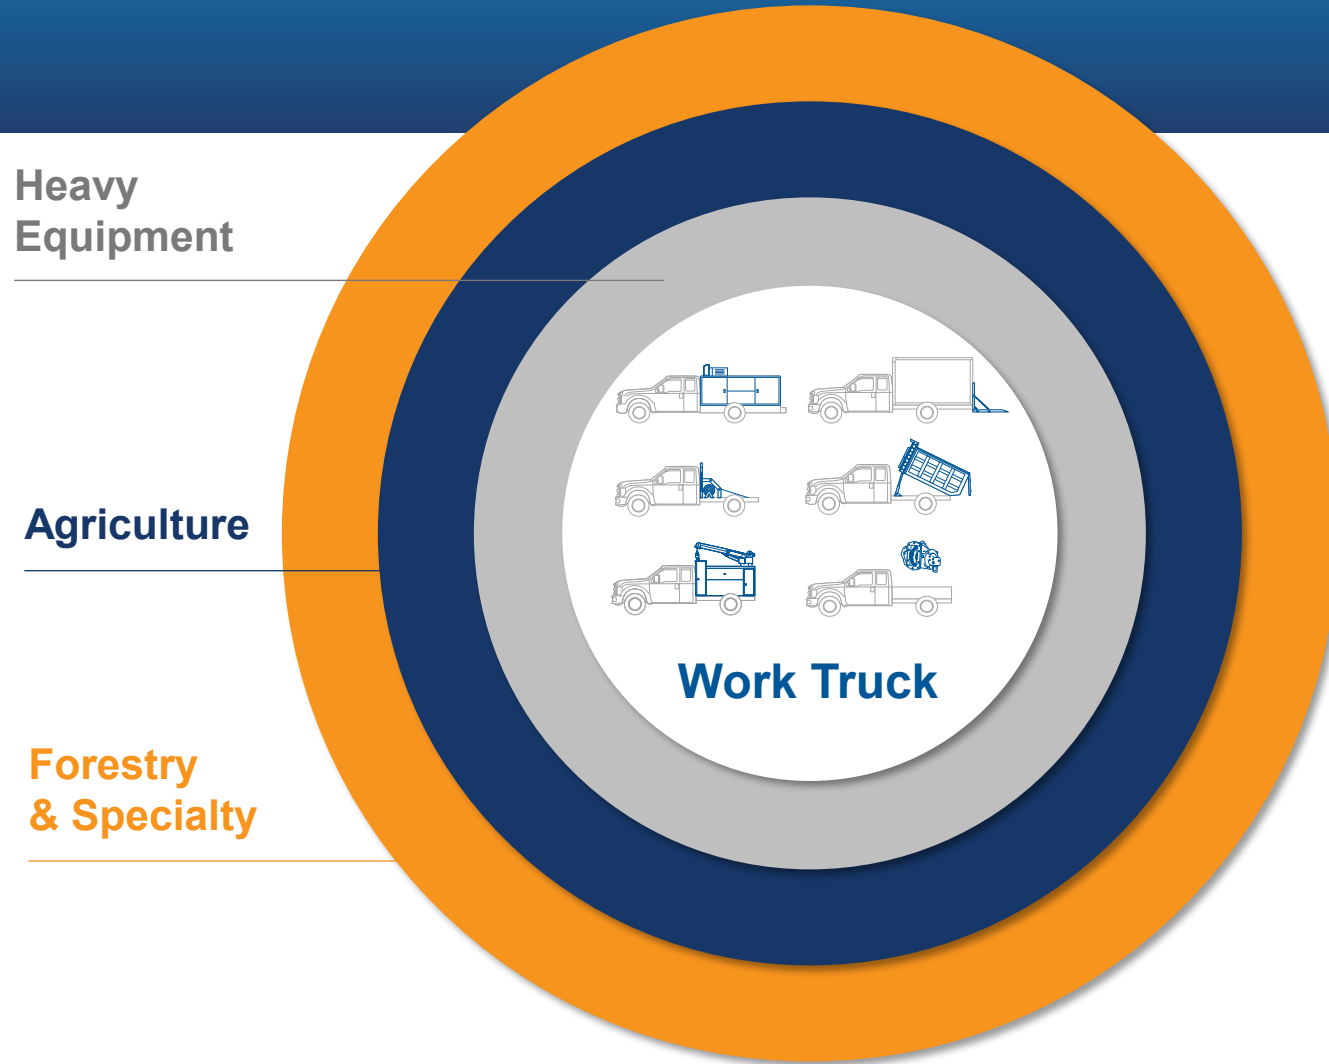 Heavy
Equipment
Agriculture
Forestry
& Specialty
Work Truck